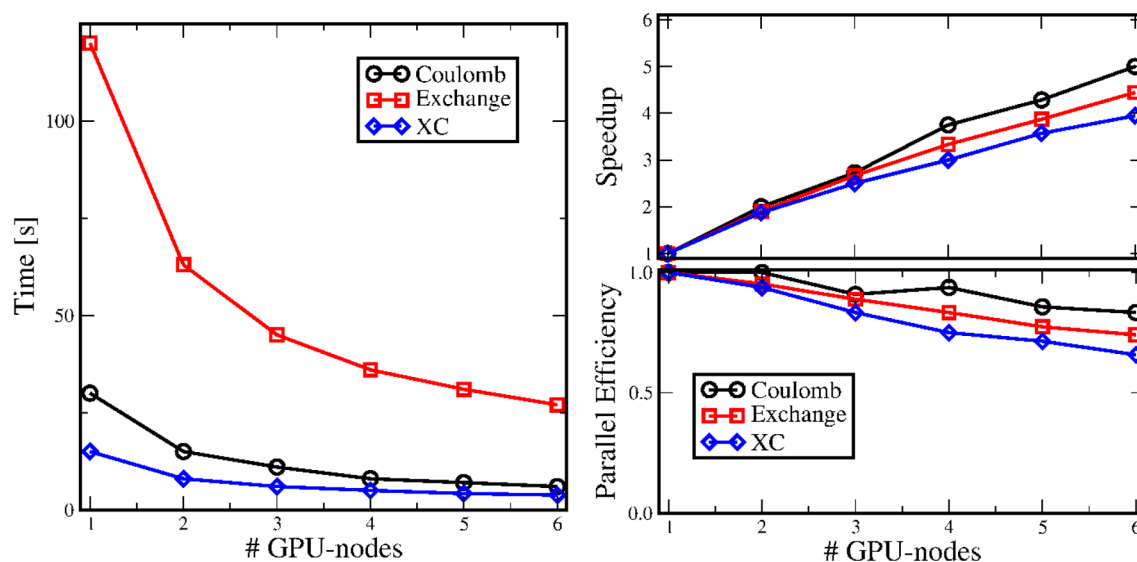 Time [s]
100
50
0
1 2 3 4 5 6
# GPU-nodes
Coulomb
Exchange
XC
Speedup
6
5
4
3
2
1
Parallel Efficiency
1.0
0.5
0.0
Coulomb
Exchange
XC
1 2 3 4 5 6
# GPU-nodes